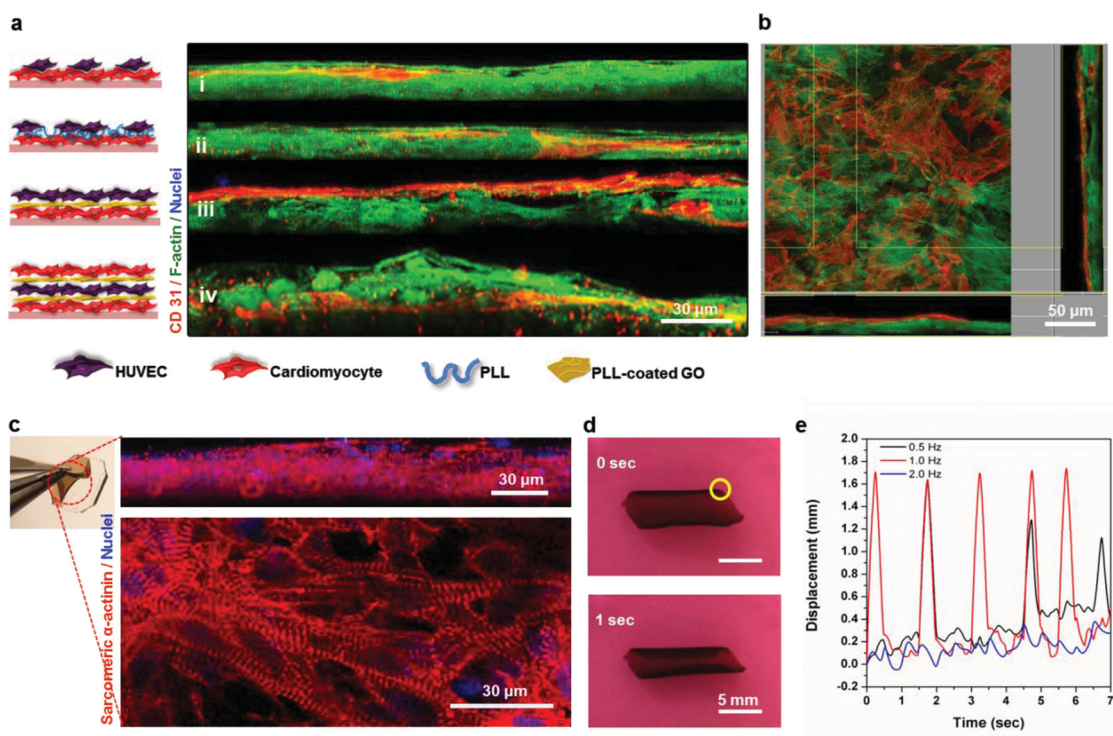 a
i
ii
iii
iv
CD 31 / F-actin / Nuclei
30 µm
b
50 µm
HUVEC
Cardiomyocyte
PLL
PLL-coated GO
c
Sarcomeric α-actinin / Nuclei
30 µm
30 µm
d
0 sec
1 sec
5 mm
e
2.0
1.8
1.6
1.4
1.2
1.0
0.8
0.6
0.4
0.2
0.0
-0.2
Displacement (mm)
0.5 Hz
1.0 Hz
2.0 Hz
0 1 2 3 4 5 6 7
Time (sec)